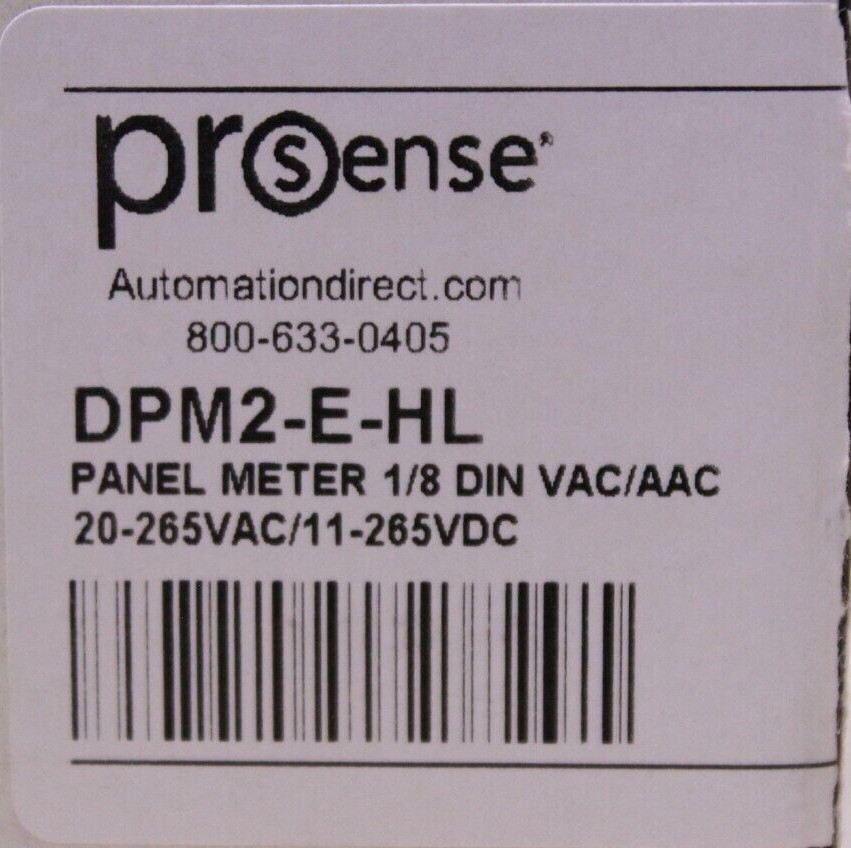 prosense®
Automationdirect.com
800-633-0405
DPM2-E-HL
PANEL METER 1/8 DIN VAC/AAC
20-265VAC/11-265VDC